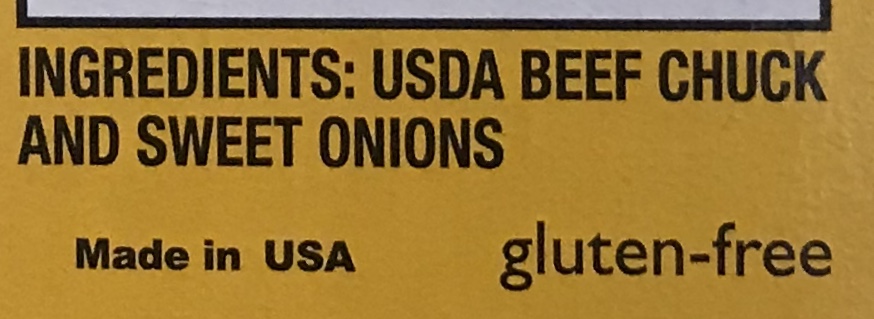 INGREDIENTS: USDA BEEF CHUCK
AND SWEET ONIONS
Made in USA gluten-free